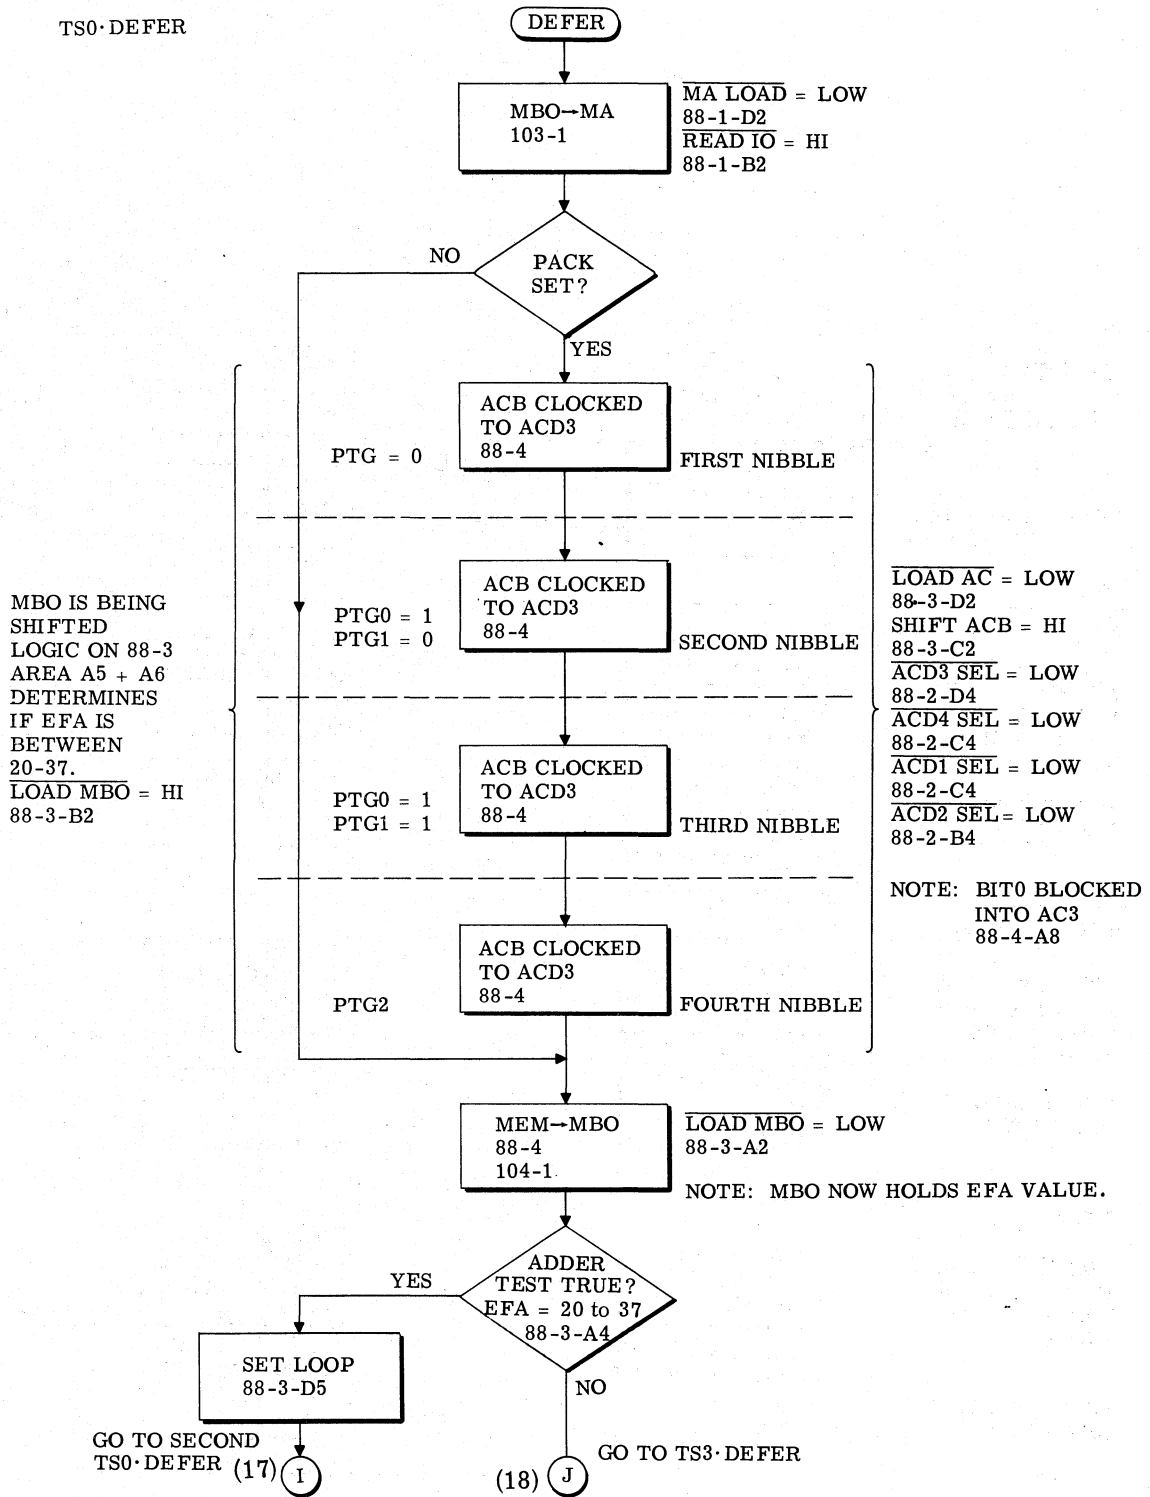 TS0·DEFER
DEFER
MBO→MA
103-1
MA LOAD = LOW
88-1-D2
READ IO = HI
88-1-B2
PACK
SET?
NO
YES
ACB CLOCKED
TO ACD3
88-4
PTG = 0
FIRST NIBBLE
ACB CLOCKED
TO ACD3
88-4
PTG0 = 1
PTG1 = 0
SECOND NIBBLE
MBO IS BEING
SHIFTED
LOGIC ON 88-3
AREA A5 + A6
DETERMINES
IF EFA IS
BETWEEN
20-37.
LOAD MBO = HI
88-3-B2
LOAD AC = LOW
88-3-D2
SHIFT ACB = HI
88-3-C2
ACD3 SEL = LOW
88-2-D4
ACD4 SEL = LOW
88-2-C4
ACD1 SEL = LOW
88-2-C4
ACD2 SEL = LOW
88-2-B4
ACB CLOCKED
TO ACD3
88-4
PTG0 = 1
PTG1 = 1
THIRD NIBBLE
NOTE: BIT0 BLOCKED
INTO AC3
88-4-A8
ACB CLOCKED
TO ACD3
88-4
PTG2
FOURTH NIBBLE
MEM→MBO
88-4
104-1
LOAD MBO = LOW
88-3-A2
NOTE: MBO NOW HOLDS EFA VALUE.
ADDER
TEST TRUE?
EFA = 20 to 37
88-3-A4
YES
NO
SET LOOP
88-3-D5
GO TO SECOND
TS0·DEFER (17) I
GO TO TS3·DEFER
(18) J